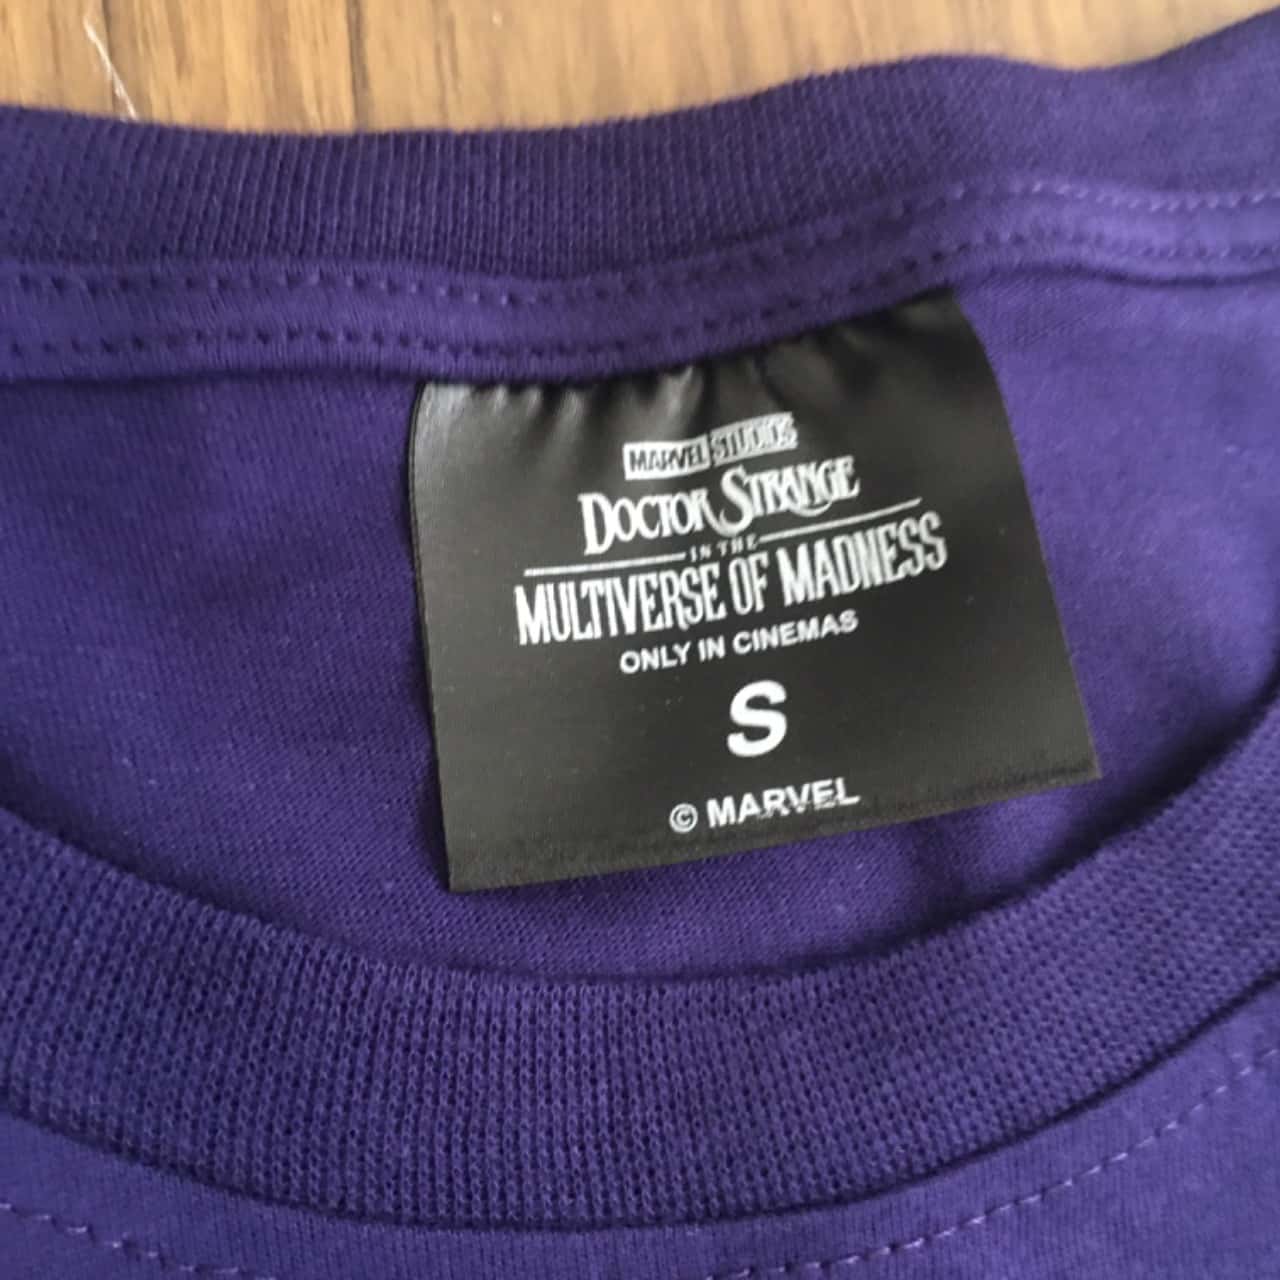 MARVEL STUDIOS
DOCTOR STRANGE
IN THE
MULTIVERSE OF MADNESS
ONLY IN CINEMAS
S
© MARVEL